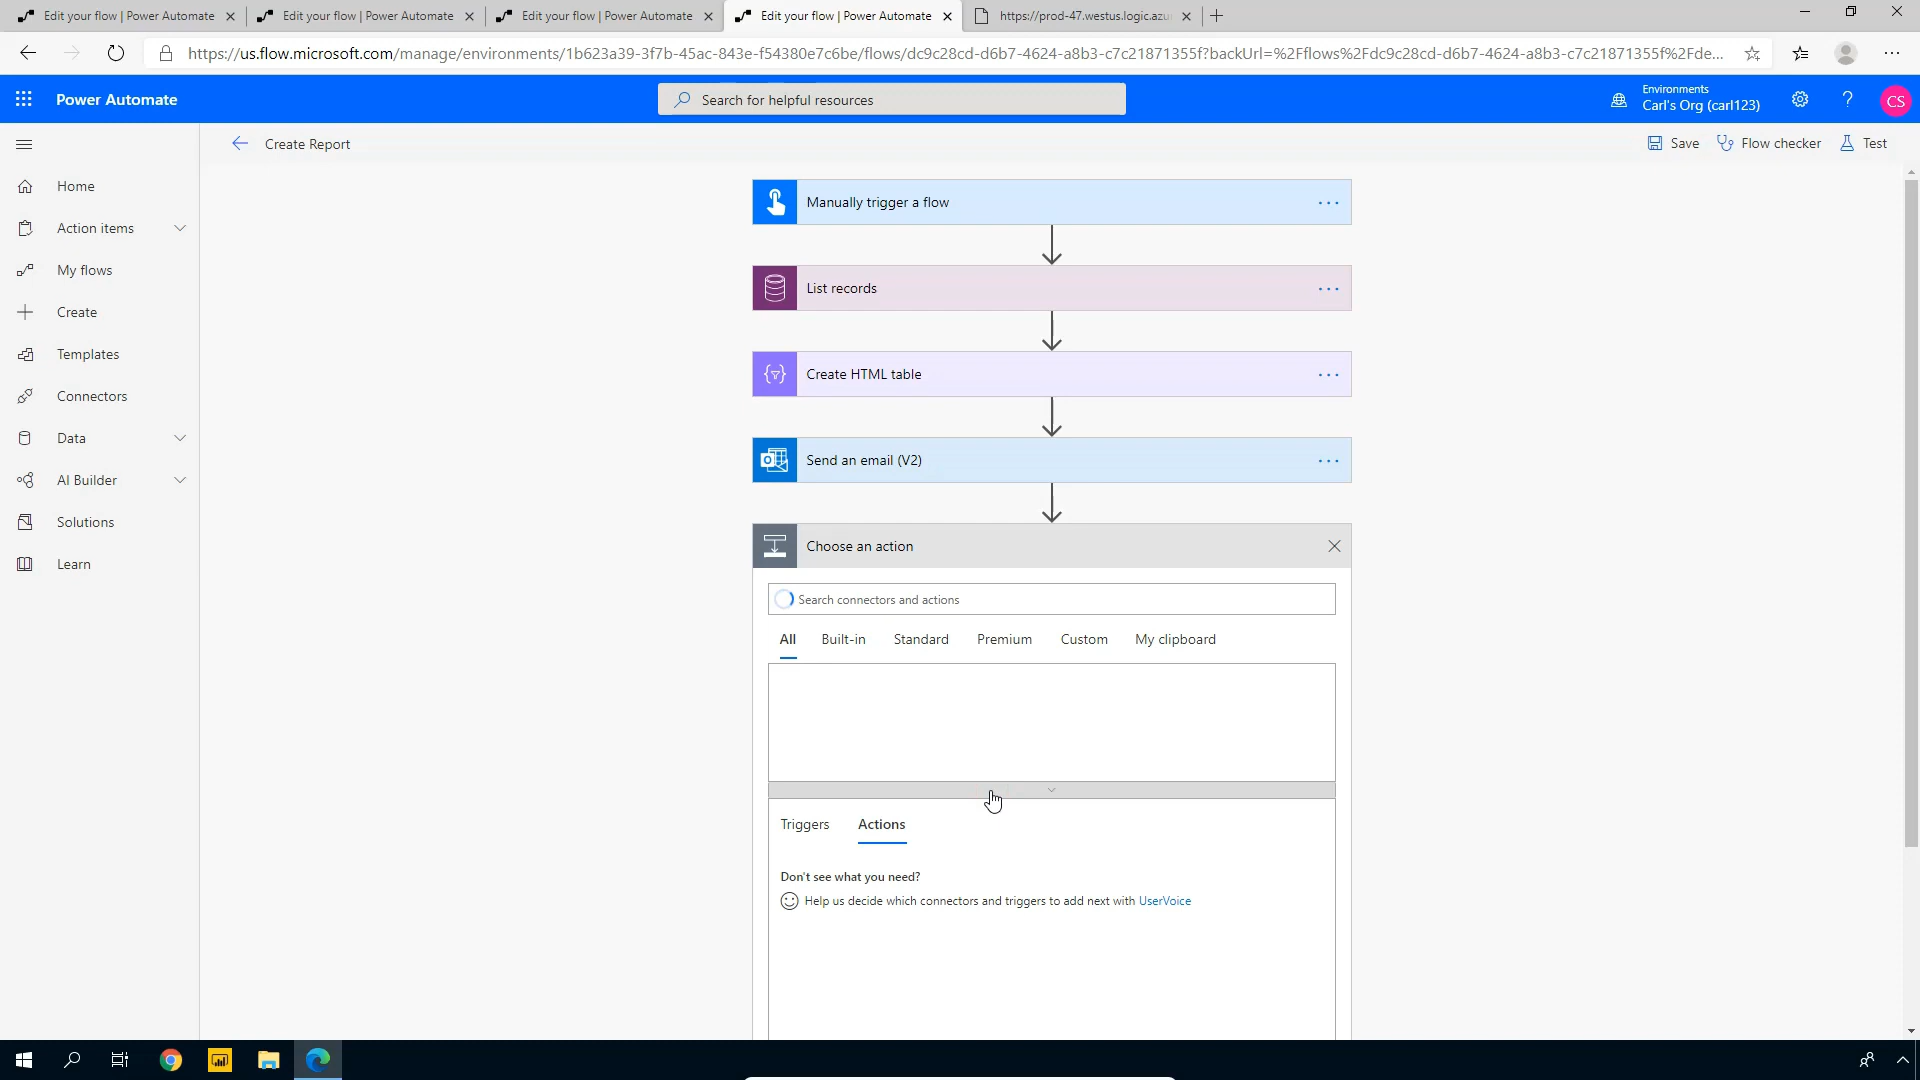 Edit your flow | Power Automate
Edit your flow | Power Automate
Edit your flow | Power Automate
Edit your flow | Power Automate
https://prod-47.westus.logic.azu
https://us.flow.microsoft.com/manage/environments/1b623a39-3f7b-45ac-843e-f54380e7c6be/flows/dc9c28cd-d6b7-4624-a8b3-c7c21871355f?backUrl=%2Fflows%2Fdc9c28cd-d6b7-4624-a8b3-c7c21871355f%2Fde...
Power Automate
Search for helpful resources
Environments
Carl's Org (carl123)
?
CS
Create Report
Save
Flow checker
Test
Home
Action items
My flows
Create
Templates
Connectors
Data
AI Builder
Solutions
Learn
Manually trigger a flow
List records
Create HTML table
Send an email (V2)
Choose an action
Search connectors and actions
All
Built-in
Standard
Premium
Custom
My clipboard
Triggers
Actions
Don't see what you need?
Help us decide which connectors and triggers to add next with UserVoice